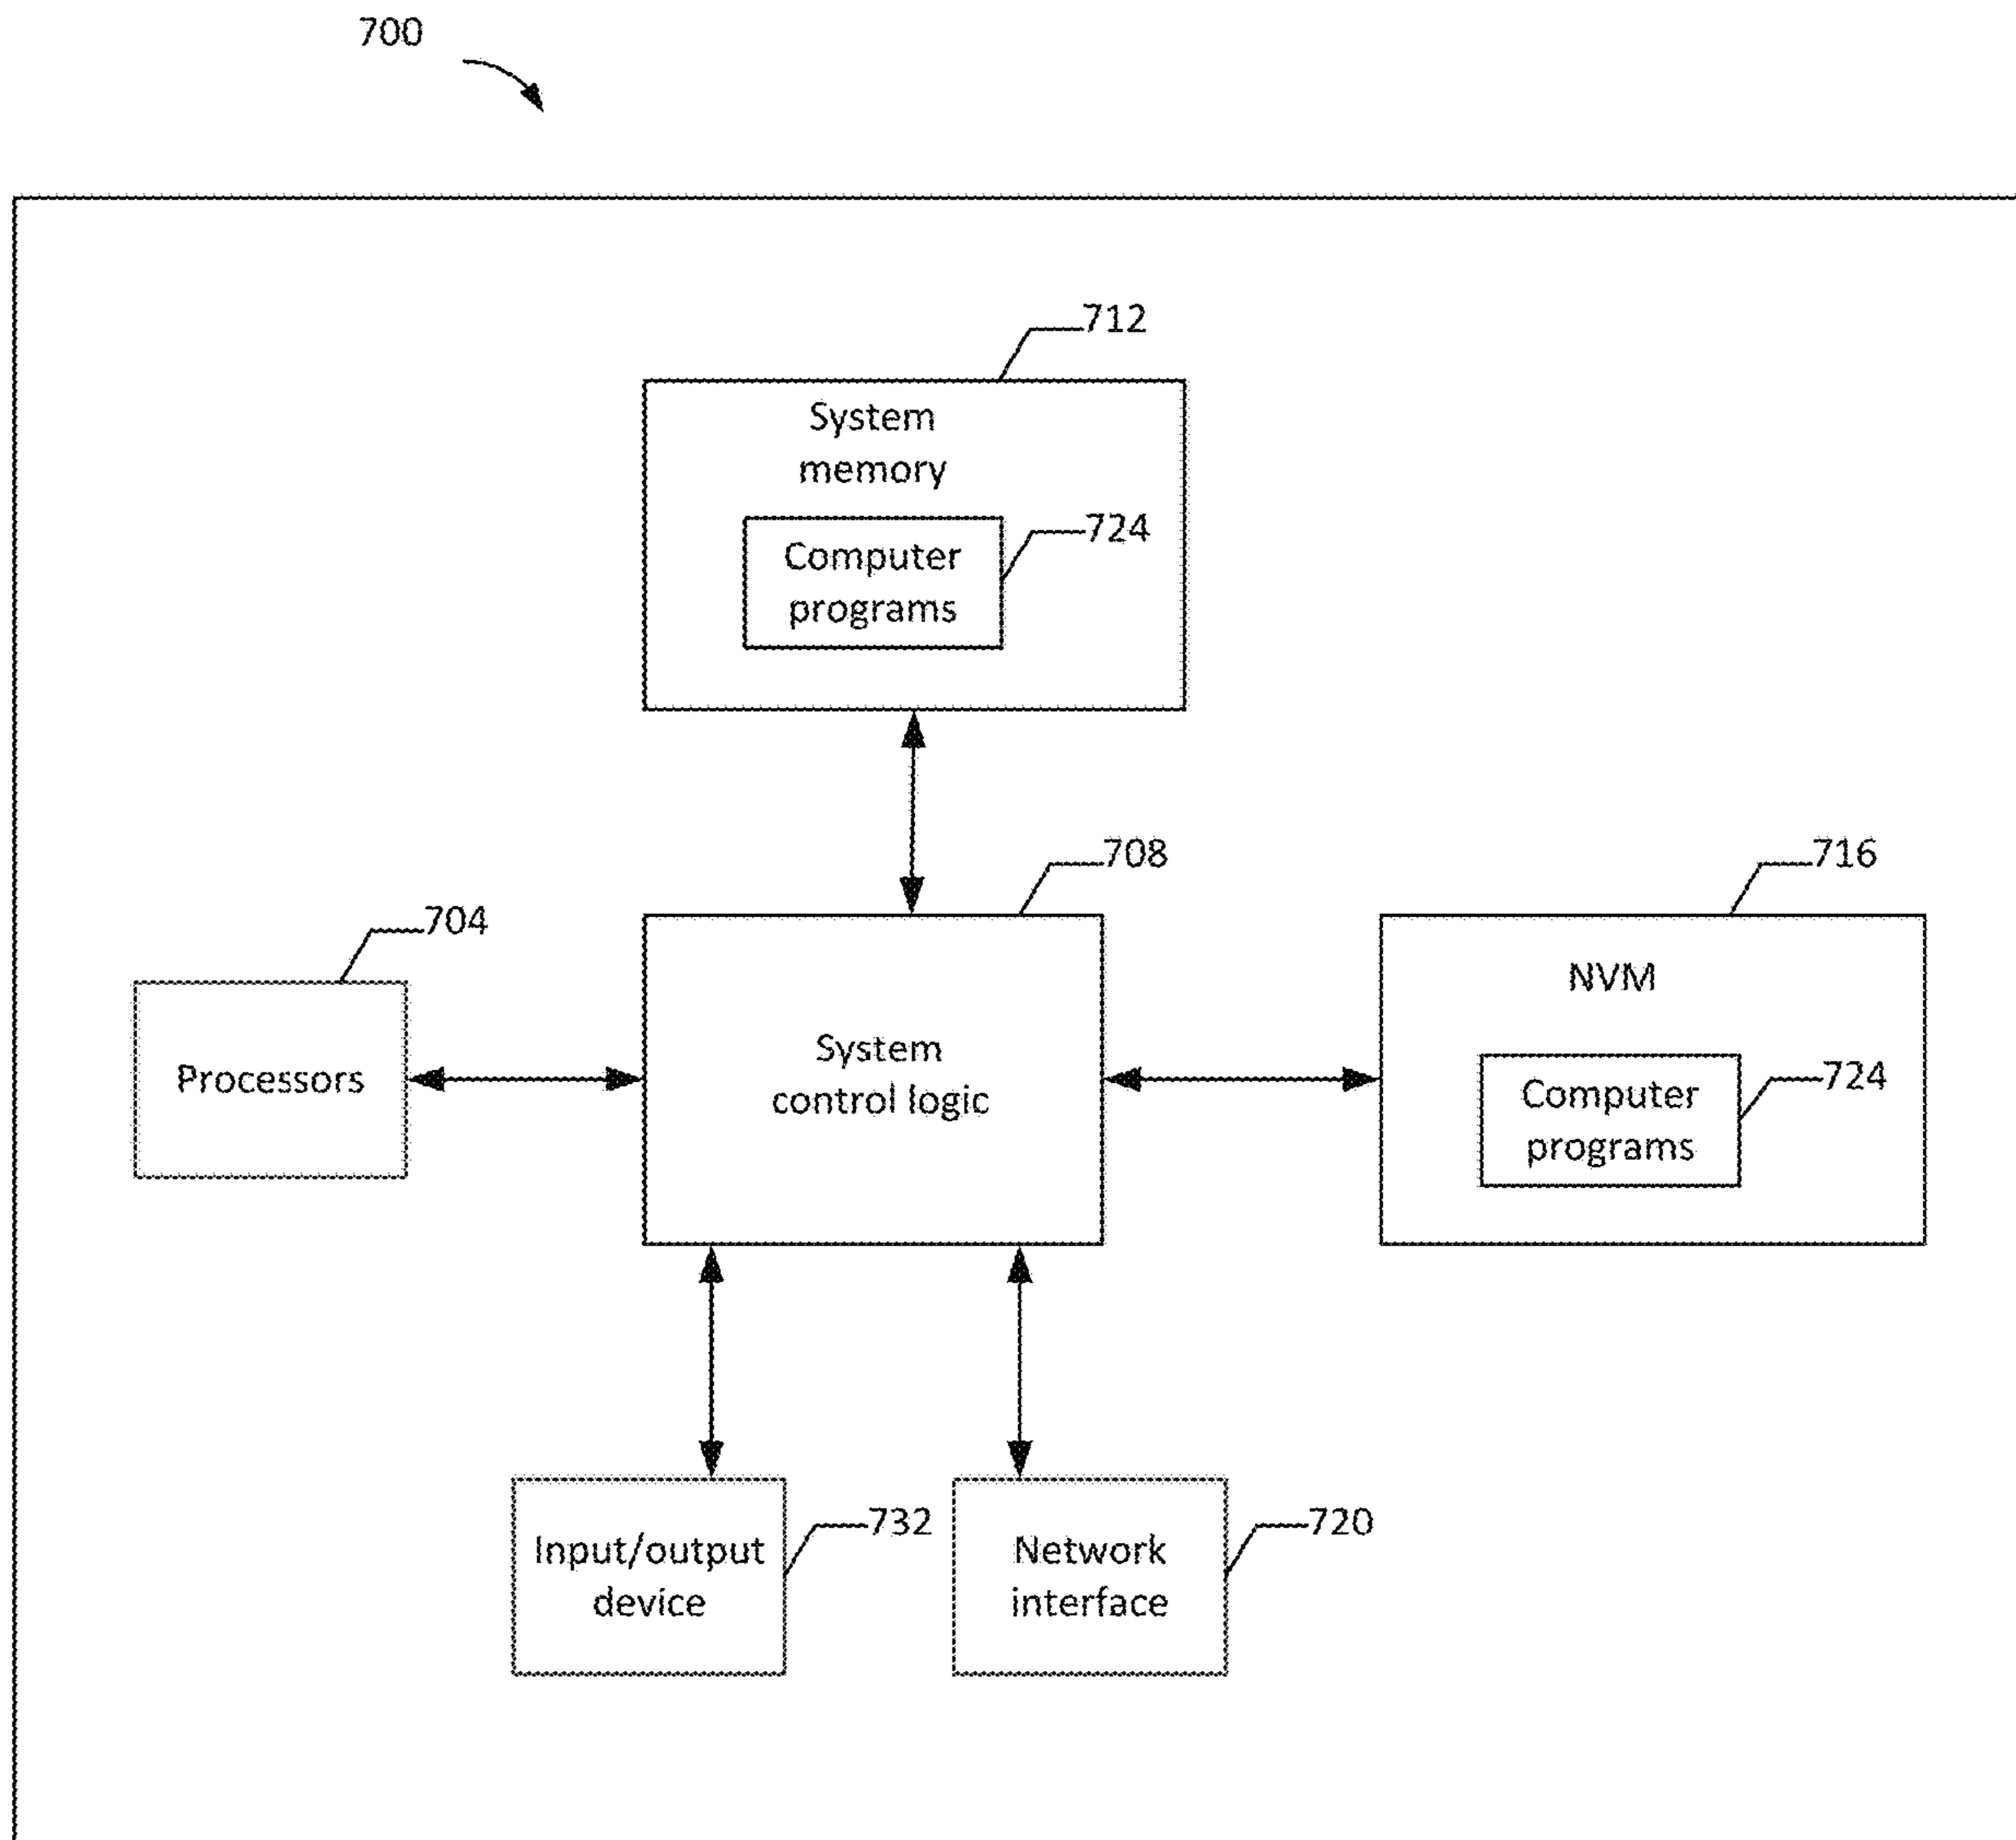 700
712
System
memory
724
Computer
programs
708
716
704
NVM
System
control logic
Processors
724
Computer
programs
732
720
Input/output
device
Network
interface